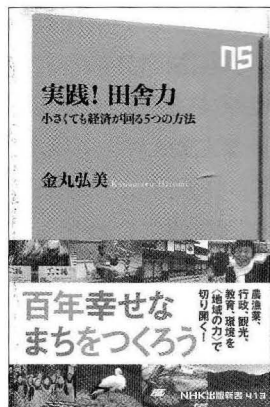 NS
実践！田舎力
小さくても経済が回る5つの方法
金丸弘美 Kanamaru Hiromi
農漁業、
行政、観光、
教育、環境を
〈地域の力〉で
切り開く！
百年幸せな
まちをつくろう
NHK出版新書 413